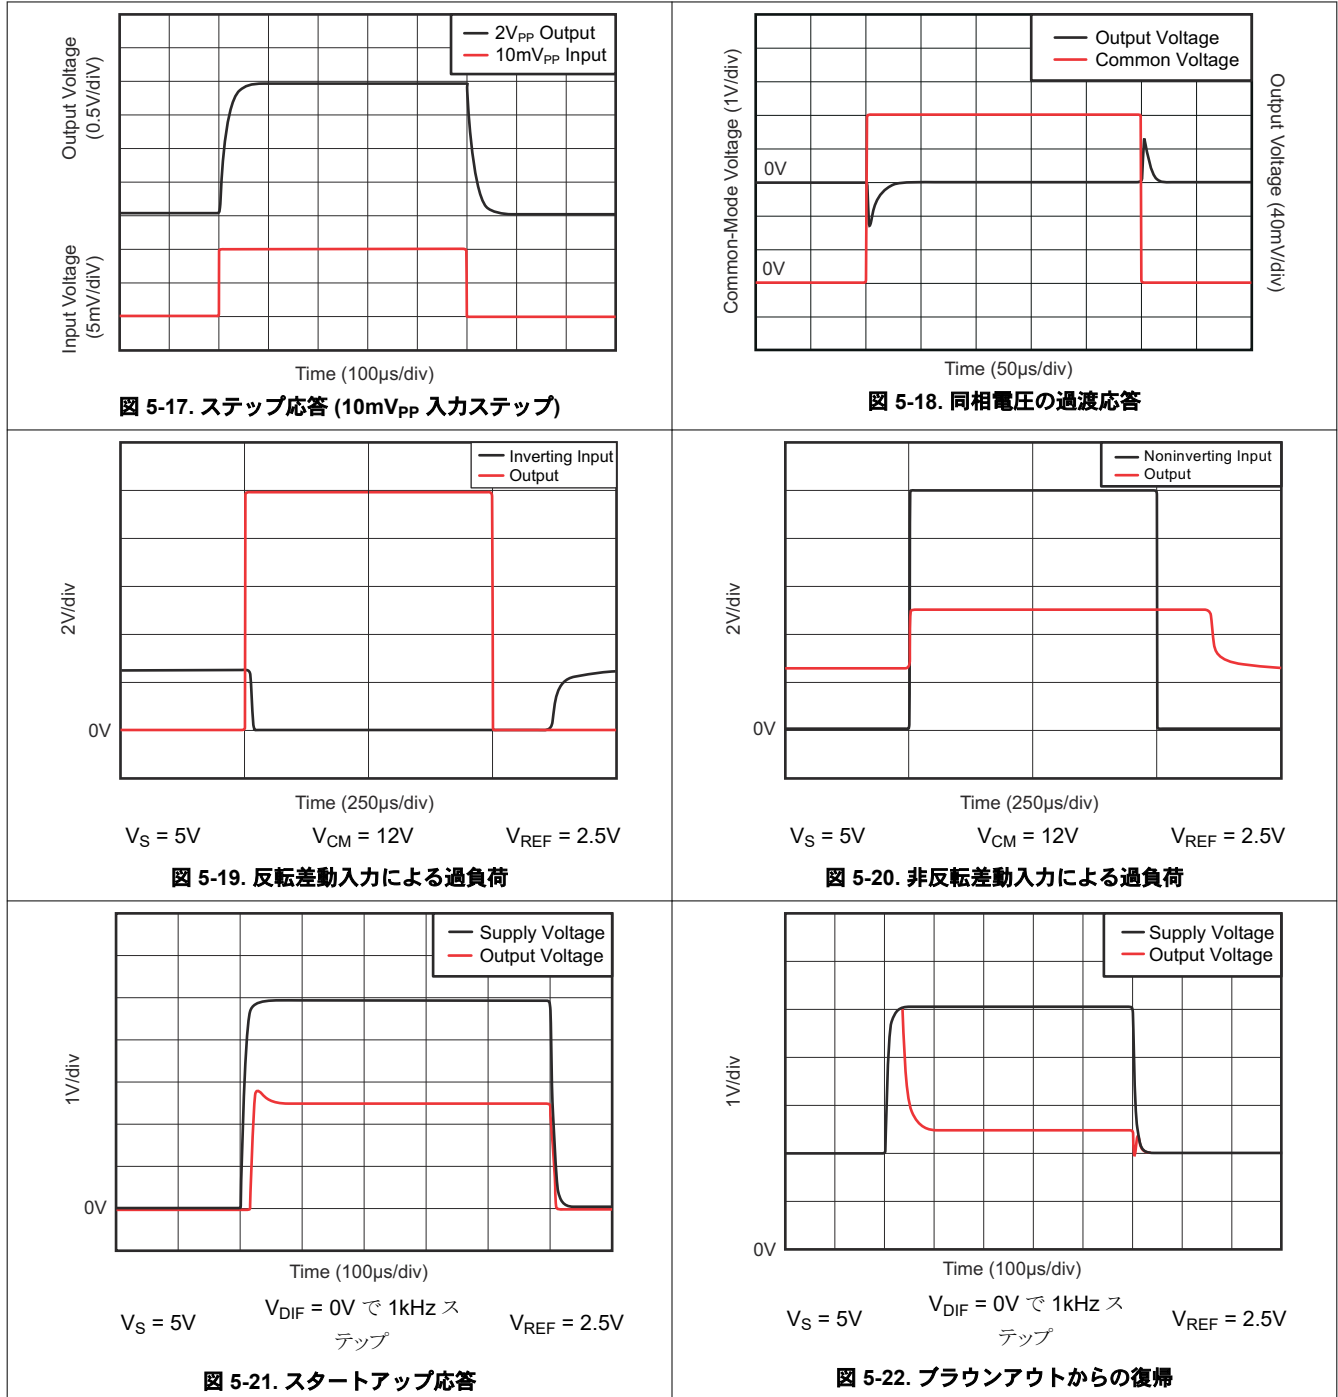 2VPP Output
10mVPP Input
Output Voltage
(0.5V/diV)
Input Voltage
(5mV/diV)
Time (100µs/div)
図 5-17. ステップ応答 (10mVPP 入力ステップ)
Output Voltage
Common Voltage
Common-Mode Voltage (1V/div)
Output Voltage (40mV/div)
0V
0V
Time (50µs/div)
図 5-18. 同相電圧の過渡応答
Inverting Input
Output
2V/div
0V
Time (250µs/div)
VS = 5V VCM = 12V VREF = 2.5V
図 5-19. 反転差動入力による過負荷
Noninverting Input
Output
2V/div
0V
Time (250µs/div)
VS = 5V VCM = 12V VREF = 2.5V
図 5-20. 非反転差動入力による過負荷
Supply Voltage
Output Voltage
1V/div
0V
Time (100µs/div)
VS = 5V VDIF = 0V で 1kHz ス VREF = 2.5V
テップ
図 5-21. スタートアップ応答
Supply Voltage
Output Voltage
1V/div
0V
Time (100µs/div)
VS = 5V VDIF = 0V で 1kHz ス VREF = 2.5V
テップ
図 5-22. ブラウンアウトからの復帰